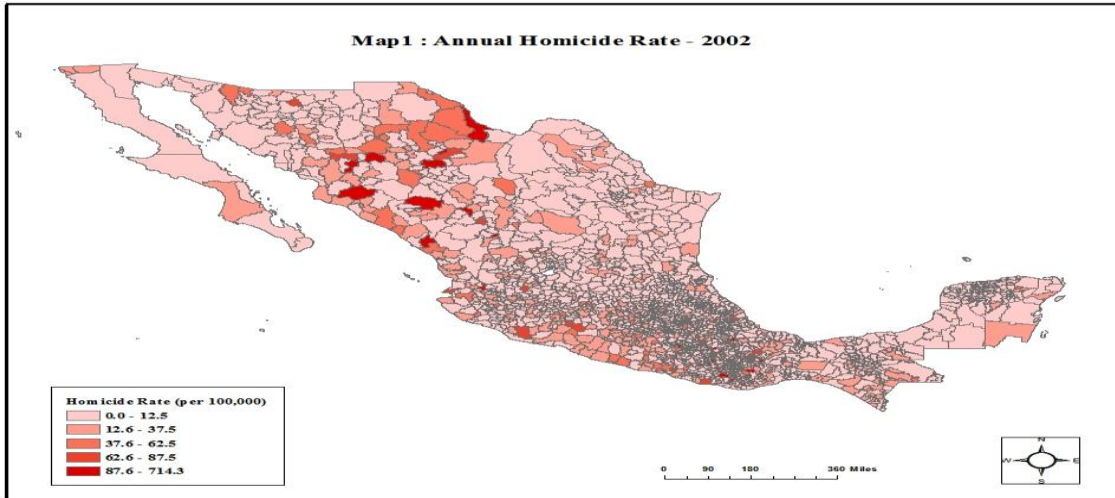 Map1 : Annual Homicide Rate - 2002
Homicide Rate (per 100,000)
0.0 - 12.5
12.6 - 37.5
37.6 - 62.5
62.6 - 87.5
87.6 - 714.3
0 90 180 360 Miles
N
W E
S